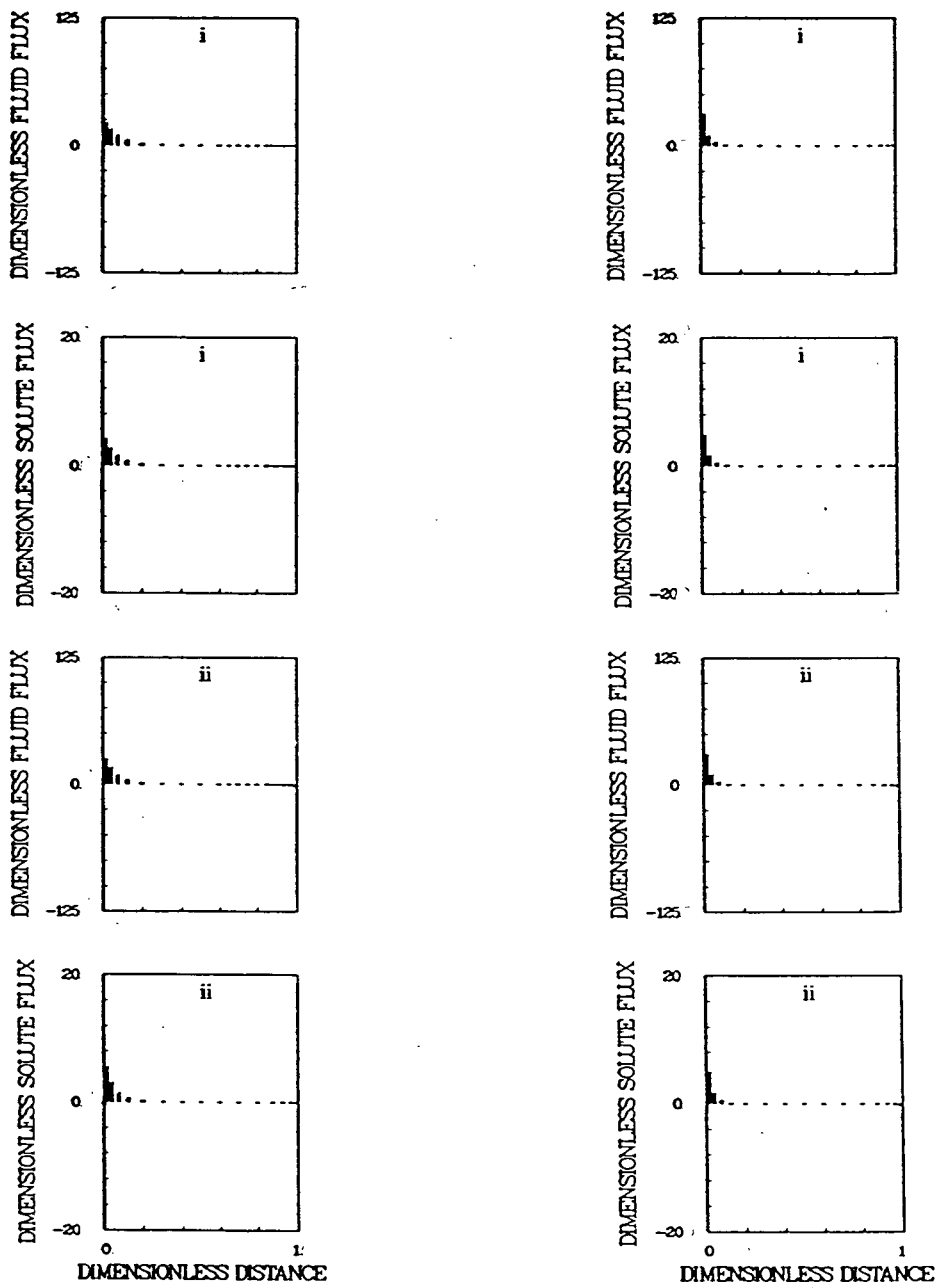 DIMENSIONLESS FLUID FLUX
125.
0.
-125.
i
DIMENSIONLESS FLUID FLUX
125.
0.
-125.
i
DIMENSIONLESS SOLUTE FLUX
20.
0.
-20.
i
DIMENSIONLESS SOLUTE FLUX
20.
0.
-20.
i
DIMENSIONLESS FLUID FLUX
125.
0.
-125.
ii
DIMENSIONLESS FLUID FLUX
125.
0.
-125.
ii
DIMENSIONLESS SOLUTE FLUX
20.
0.
-20.
ii
0.
1.
DIMENSIONLESS DISTANCE
DIMENSIONLESS SOLUTE FLUX
20
0.
-20
ii
0
1
DIMENSIONLESS DISTANCE